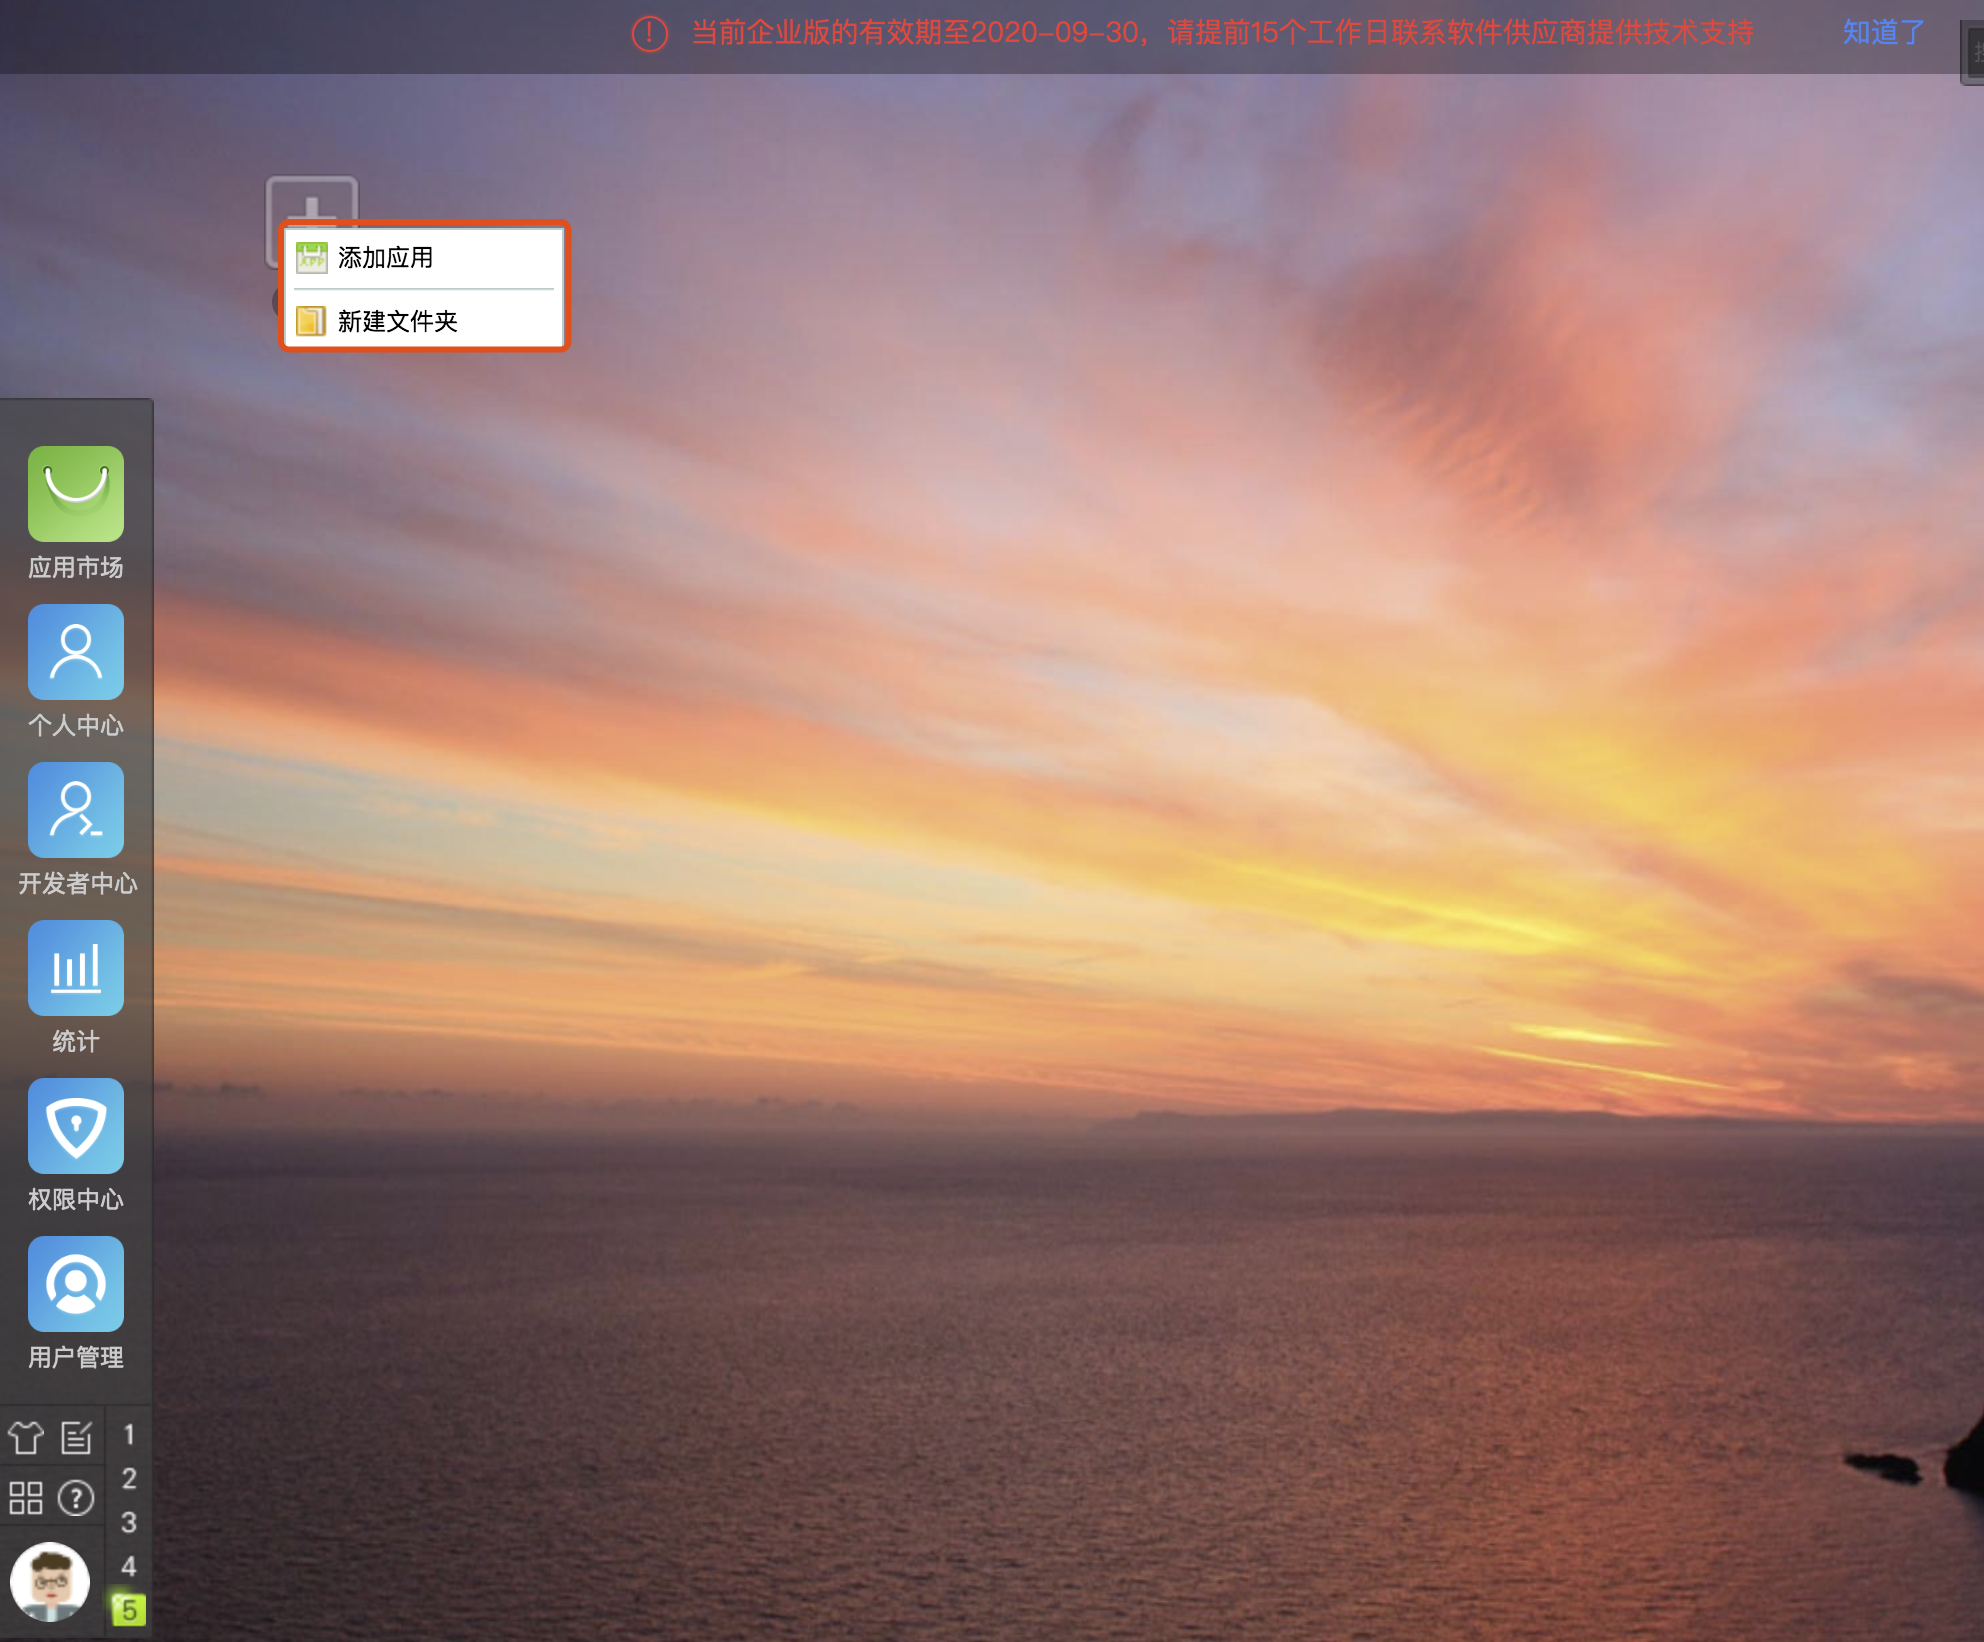 当前企业版的有效期至2020-09-30，请提前15个工作日联系软件供应商提供技术支持
知道了
添加应用
新建文件夹
应用市场
个人中心
开发者中心
统计
权限中心
用户管理
1
2
3
4
5